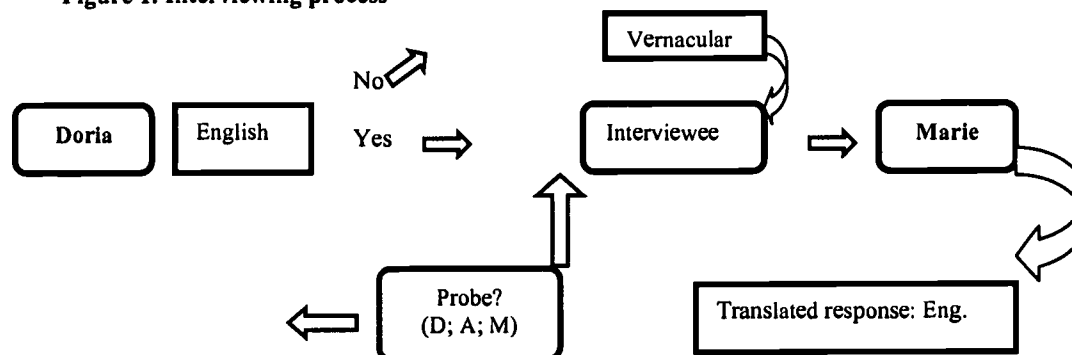 Figure 1. Interviewing process
Vernacular
No
Doria
English
Yes
Interviewee
Marie
Probe?
(D; A; M)
Translated response: Eng.